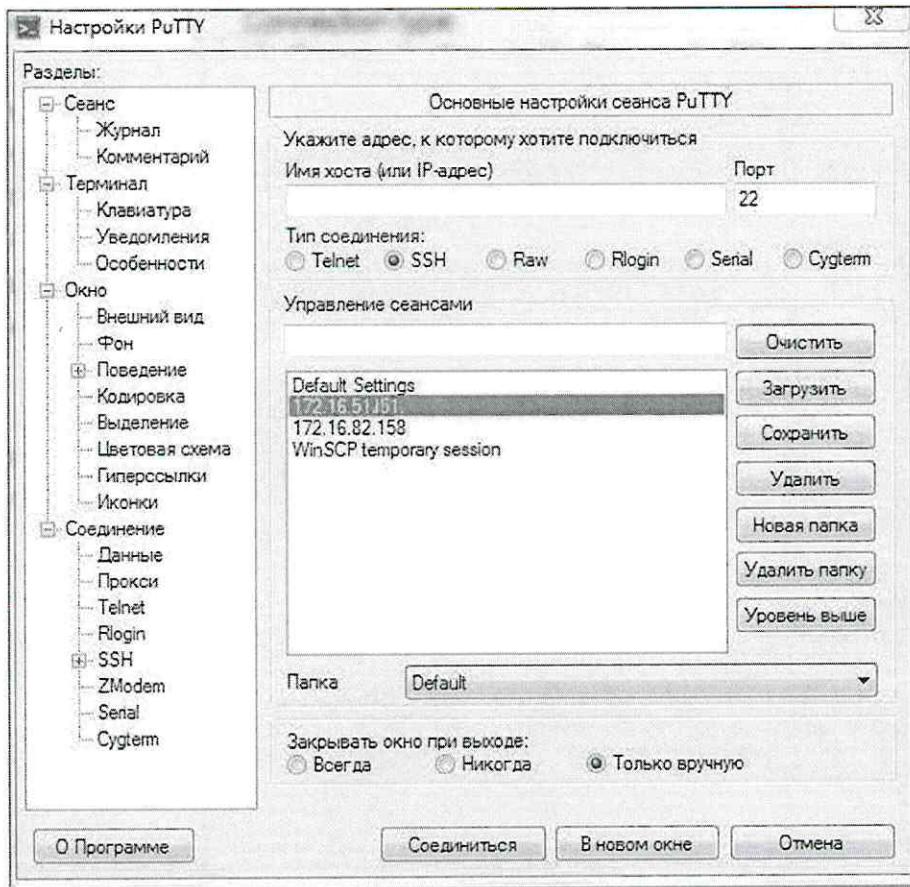 Настройки PuTTY
Разделы:
Сеанс
Журнал
Комментарий
Терминал
Клавиатура
Уведомления
Особенности
Окно
Внешний вид
Фон
Поведение
Кодировка
Выделение
Цветовая схема
Гиперссылки
Иконки
Соединение
Данные
Прокси
Telnet
Rlogin
SSH
ZModem
Serial
Cygterm
Основные настройки сеанса PuTTY
Укажите адрес, к которому хотите подключиться
Имя хоста (или IP-адрес) Порт
22
Тип соединения:
Telnet SSH Raw Rlogin Serial Cygterm
Управление сеансами
Очистить
Default Settings
172.16.82.158
WinSCP temporary session
Загрузить
Сохранить
Удалить
Новая папка
Удалить папку
Уровень выше
Папка Default
Закрывать окно при выходе:
Всегда Никогда Только вручную
О Программе Соединиться В новом окне Отмена